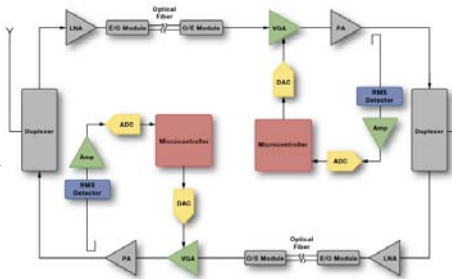 Optical
Fiber
LNA
E/O Module
O/E Module
VGA
PA
DAC
RMS
Detector
ADC
Amp
Duplexer
Amp
Microcontroller
Microcontroller
ADC
Duplexer
RMS
Detector
DAC
Optical
Fiber
PA
VGA
O/E Module
E/O Module
LNA